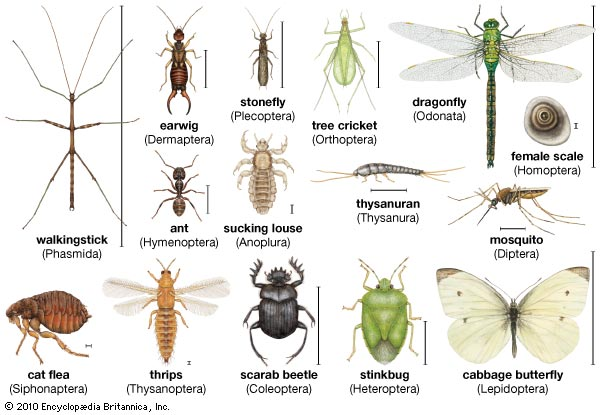 earwig
(Dermaptera)
stonefly
(Plecoptera)
tree cricket
(Orthoptera)
dragonfly
(Odonata)
female scale
(Homoptera)
walkingstick
(Phasmida)
ant
(Hymenoptera)
sucking louse
(Anoplura)
thysanuran
(Thysanura)
mosquito
(Diptera)
cat flea
(Siphonaptera)
thrips
(Thysanoptera)
scarab beetle
(Coleoptera)
stinkbug
(Heteroptera)
cabbage butterfly
(Lepidoptera)
© 2010 Encyclopædia Britannica, Inc.